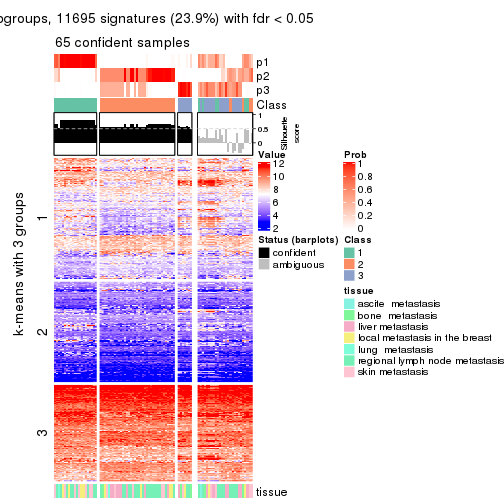 ogroups, 11695 signatures (23.9%) with fdr < 0.05
65 confident samples
p1
p2
p3
Class
1
0.5
0
Silhouette
score
k-means with 3 groups
1
2
3
Value
12
10
8
6
4
2
Prob
1
0.8
0.6
0.4
0.2
0
Status (barplots)
confident
ambiguous
Class
1
2
3
tissue
ascite metastasis
bone metastasis
liver metastasis
local metastasis in the breast
lung metastasis
regional lymph node metastasis
skin metastasis
tissue